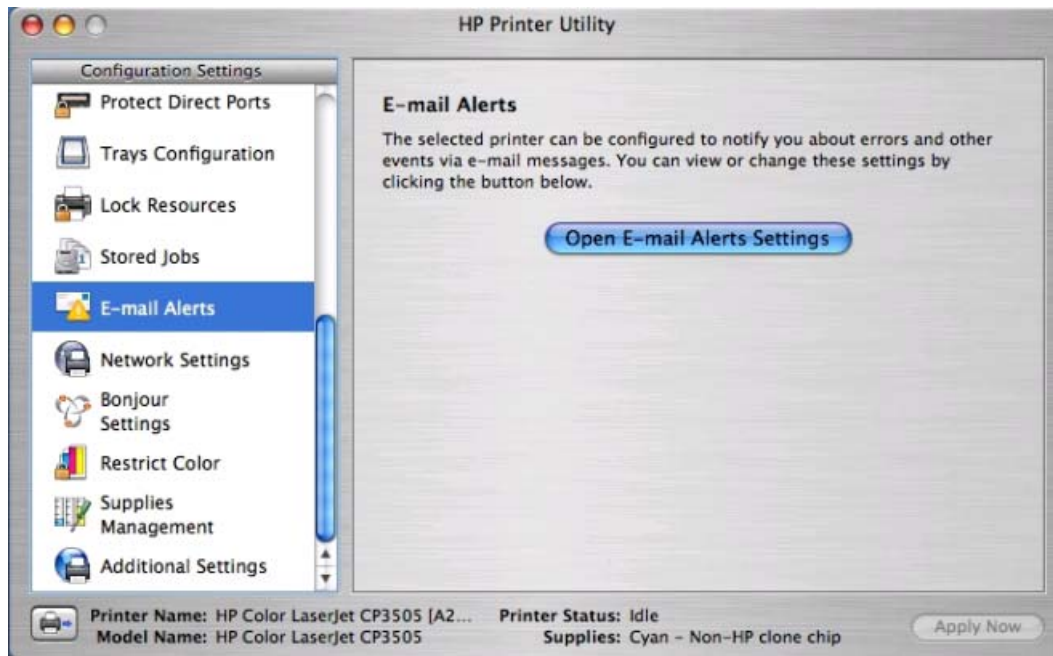 HP Printer Utility
Configuration Settings
Protect Direct Ports
Trays Configuration
Lock Resources
Stored Jobs
E-mail Alerts
Network Settings
Bonjour
Settings
Restrict Color
Supplies
Management
Additional Settings
E-mail Alerts
The selected printer can be configured to notify you about errors and other
events via e-mail messages. You can view or change these settings by
clicking the button below.
Open E-mail Alerts Settings
Printer Name: HP Color LaserJet CP3505 [A2...
Model Name: HP Color LaserJet CP3505
Printer Status: Idle
Supplies: Cyan - Non-HP clone chip
Apply Now